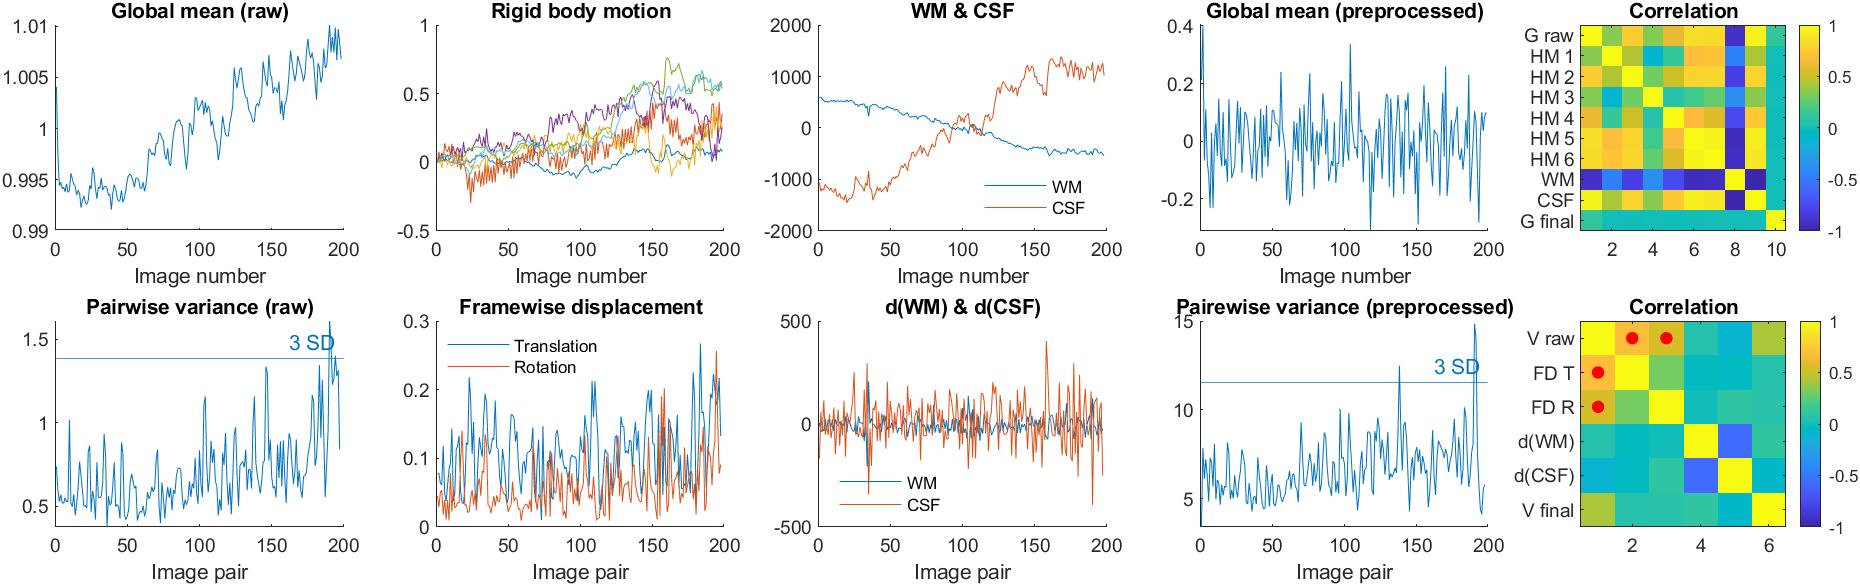 Global mean (raw)
1.01
1.005
1
0.995
0.99
0 50 100 150 200
Image number
Rigid body motion
1
0.5
0
-0.5
0 50 100 150 200
Image number
WM & CSF
2000
1000
0
-1000
-2000
WM
CSF
0 50 100 150 200
Image number
Global mean (preprocessed)
0.4
0.2
0
-0.2
0 50 100 150 200
Image number
Correlation
G raw
HM 1
HM 2
HM 3
HM 4
HM 5
HM 6
WM
CSF
G final
2 4 6 8 10
1
0.5
0
-0.5
-1
Pairwise variance (raw)
1.5
1
0.5
3 SD
0 50 100 150 200
Image pair
Framewise displacement
0.3
0.2
0.1
0
Translation
Rotation
0 50 100 150 200
Image pair
d(WM) & d(CSF)
500
0
-500
WM
CSF
0 50 100 150 200
Image pair
Pairewise variance (preprocessed)
15
10
5
3 SD
0 50 100 150 200
Image pair
Correlation
V raw
FD T
FD R
d(WM)
d(CSF)
V final
2 4 6
1
0.5
0
-0.5
-1